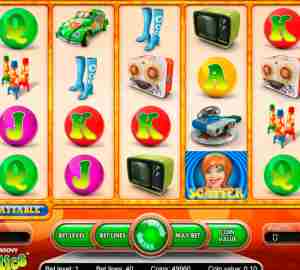 Q
K
A
J
K
K
Q
SCATTER
BET LEVEL
BET LINES
MAX BET
COIN VALUE
0
Bet level: 1
Bet lines: 40
Coins: 49960
Coin value: 0.10